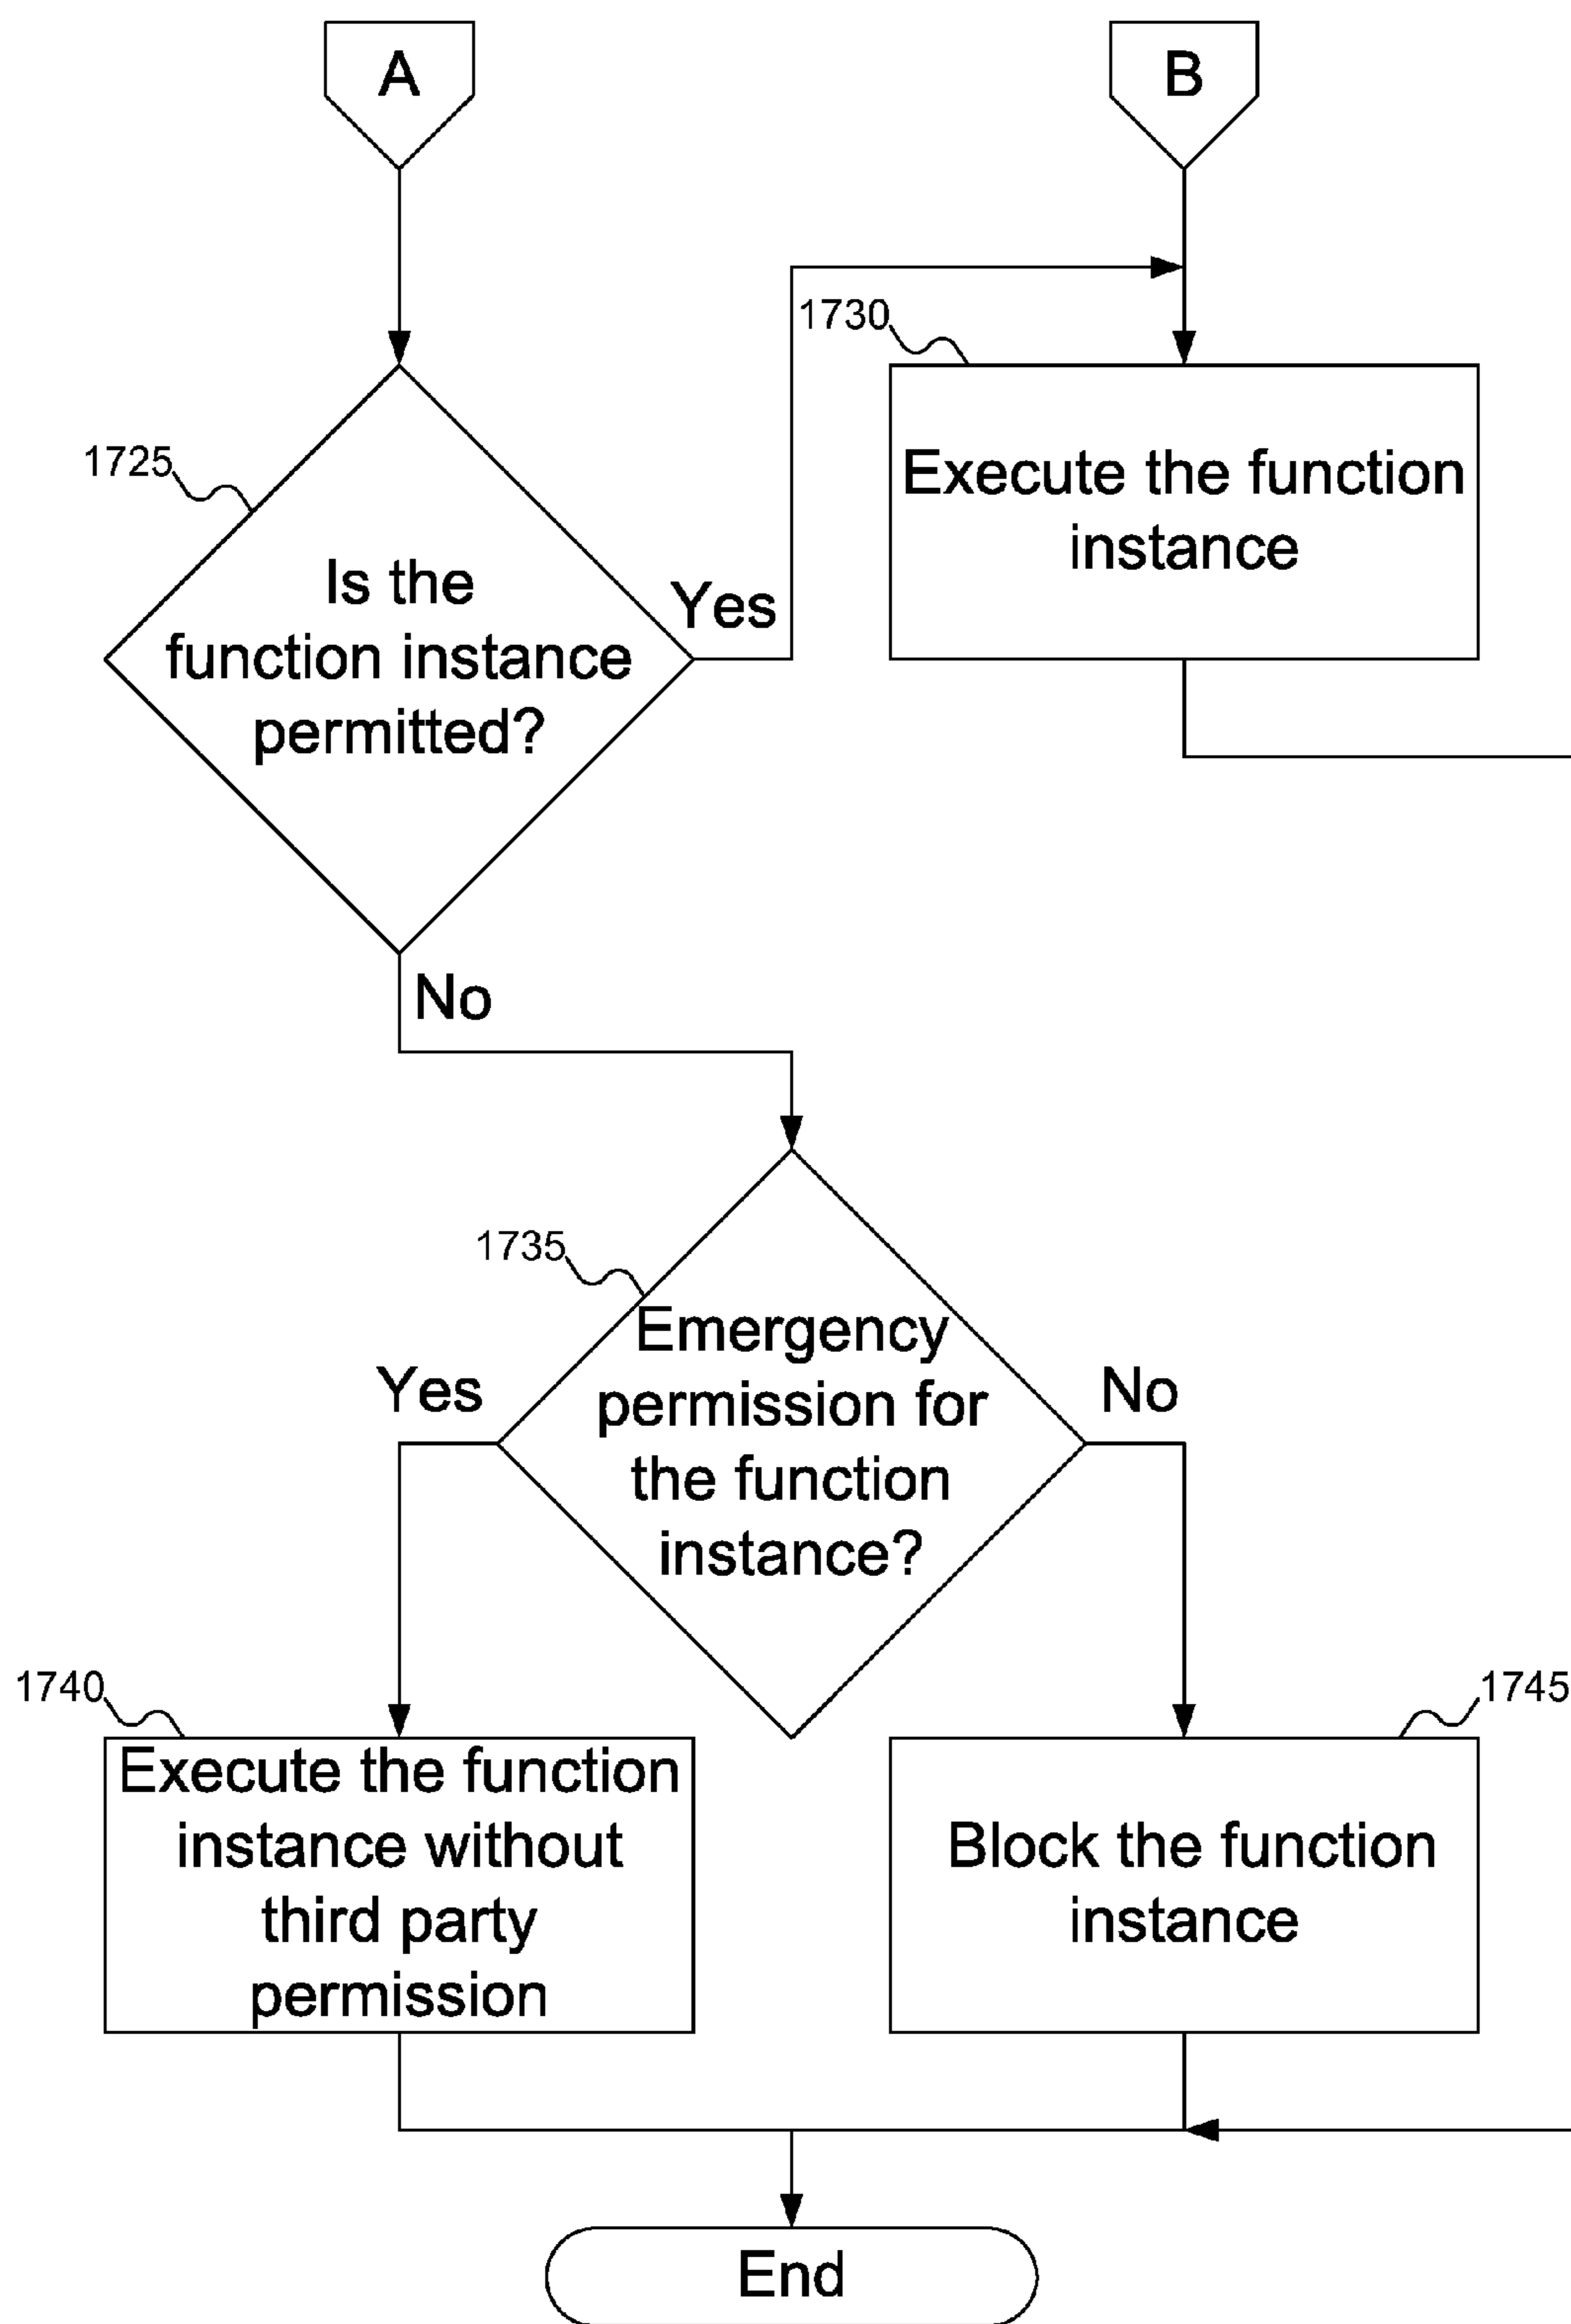 A
B
1730
Execute the function
instance
1725
Is the
function instance
permitted?
Yes
No
1735
Emergency
permission for
the function
instance?
Yes
No
1740
Execute the function
instance without
third party
permission
1745
Block the function
instance
End